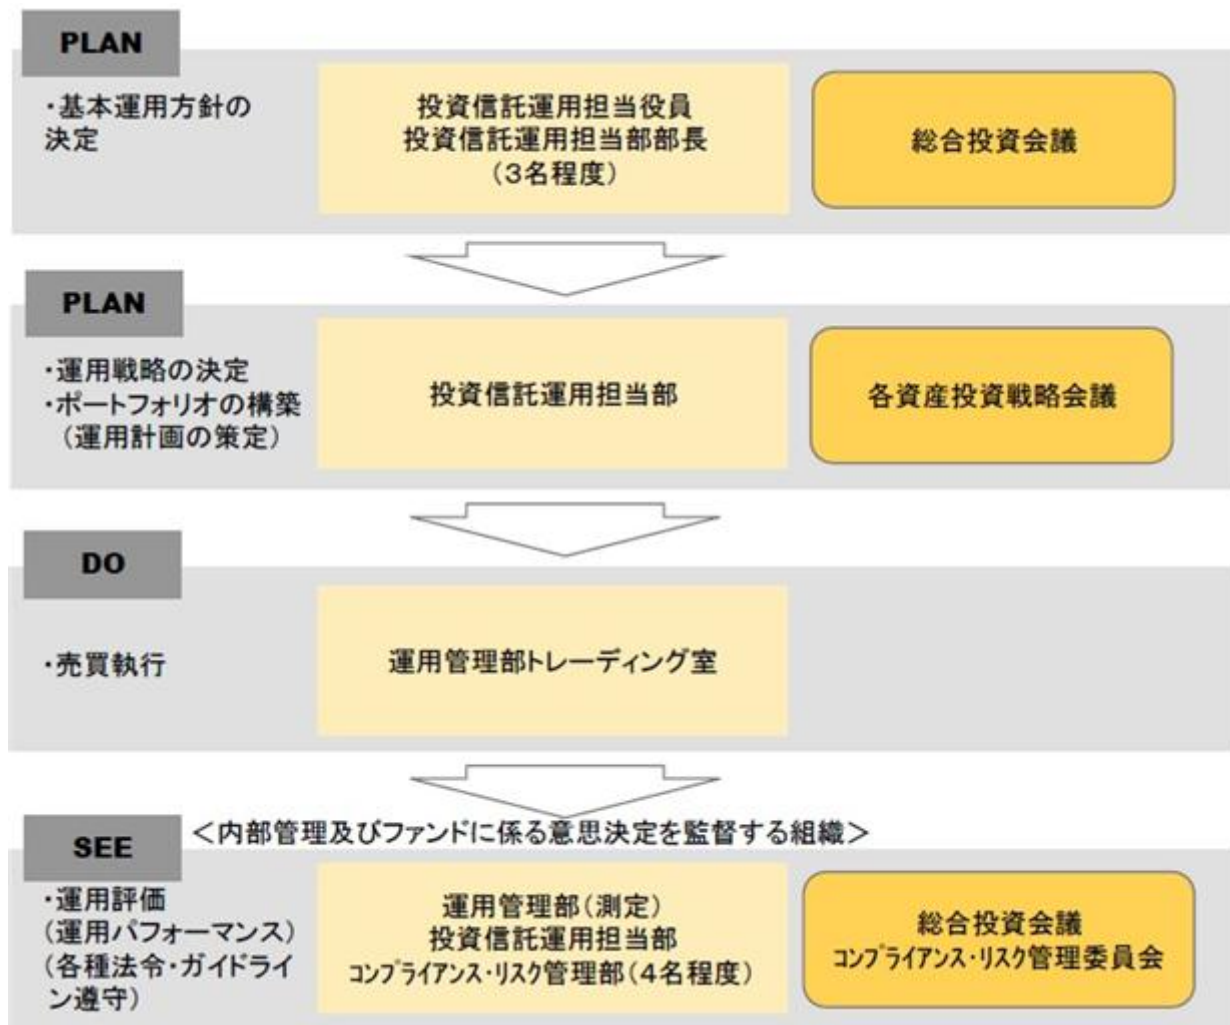 PLAN
・基本運用方針の
決定
投資信託運用担当役員
投資信託運用担当部部長
(3名程度)
総合投資会議
PLAN
・運用戦略の決定
・ポートフォリオの構築
(運用計画の策定)
投資信託運用担当部
各資産投資戦略会議
DO
・売買執行
運用管理部トレーディング室
SEE
＜内部管理及びファンドに係る意思決定を監督する組織＞
・運用評価
(運用パフォーマンス)
(各種法令・ガイドライ
ン遵守)
運用管理部(測定)
投資信託運用担当部
コンプライアンス・リスク管理部(4名程度)
総合投資会議
コンプライアンス・リスク管理委員会